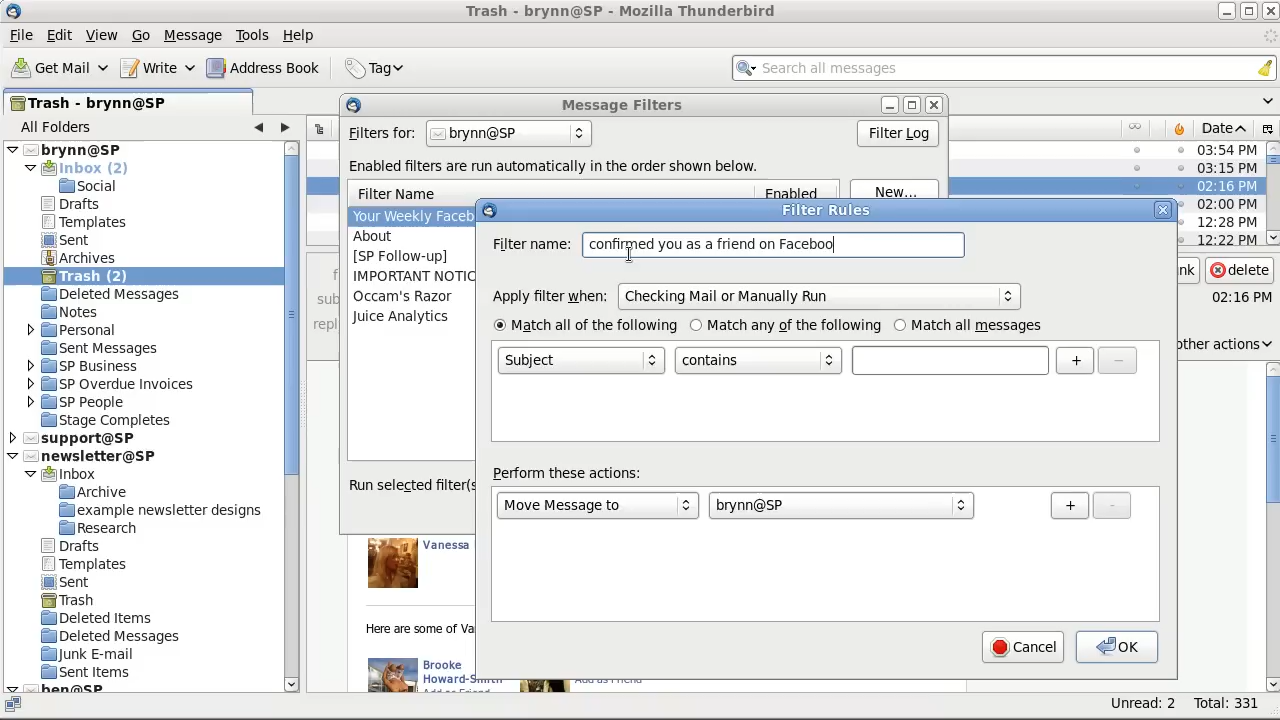 Trash - brynn@SP - Mozilla Thunderbird
File Edit View Go Message Tools Help
Get Mail Write Address Book Tag Search all messages
Trash - brynn@SP
All Folders
brynn@SP
Inbox (2)
Social
Drafts
Templates
Sent
Archives
Trash (2)
Deleted Messages
Notes
Personal
Sent Messages
SP Business
SP Overdue Invoices
SP People
Stage Completes
support@SP
newsletter@SP
Inbox
Archive
example newsletter designs
Research
Drafts
Templates
Sent
Trash
Deleted Items
Deleted Messages
Junk E-mail
Sent Items
ben@SP
Message Filters
Filters for: brynn@SP Filter Log
Enabled filters are run automatically in the order shown below.
Filter Name Enabled New...
Your Weekly Faceb
About
[SP Follow-up]
IMPORTANT NOTIC
Occam's Razor
Juice Analytics
Run selected filter(s
Filter Rules
Filter name: confirmed you as a friend on Faceboo
Apply filter when: Checking Mail or Manually Run
Match all of the following Match any of the following Match all messages
Subject contains + −
Perform these actions:
Move Message to brynn@SP + -
Cancel OK
Date
03:54 PM
03:15 PM
02:16 PM
02:00 PM
12:28 PM
12:22 PM
f
sub
repl
nk delete
02:16 PM
other actions
Vanessa
Here are some of Va
Brooke
Howard-Smith
Add as Friend
Add as Friend
Unread: 2 Total: 331